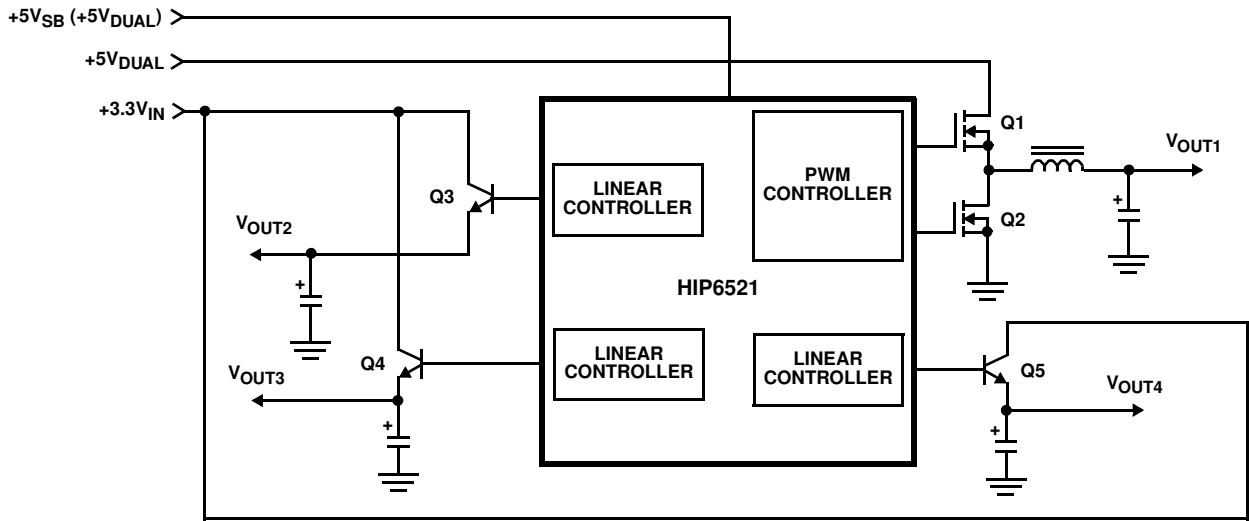 +5VSB (+5VDUAL)
+5VDUAL
+3.3VIN
Q1
VOUT1
PWM
CONTROLLER
LINEAR
CONTROLLER
Q3
Q2
VOUT2
+
+
HIP6521
LINEAR
CONTROLLER
LINEAR
CONTROLLER
Q4
Q5
VOUT3
VOUT4
+
+